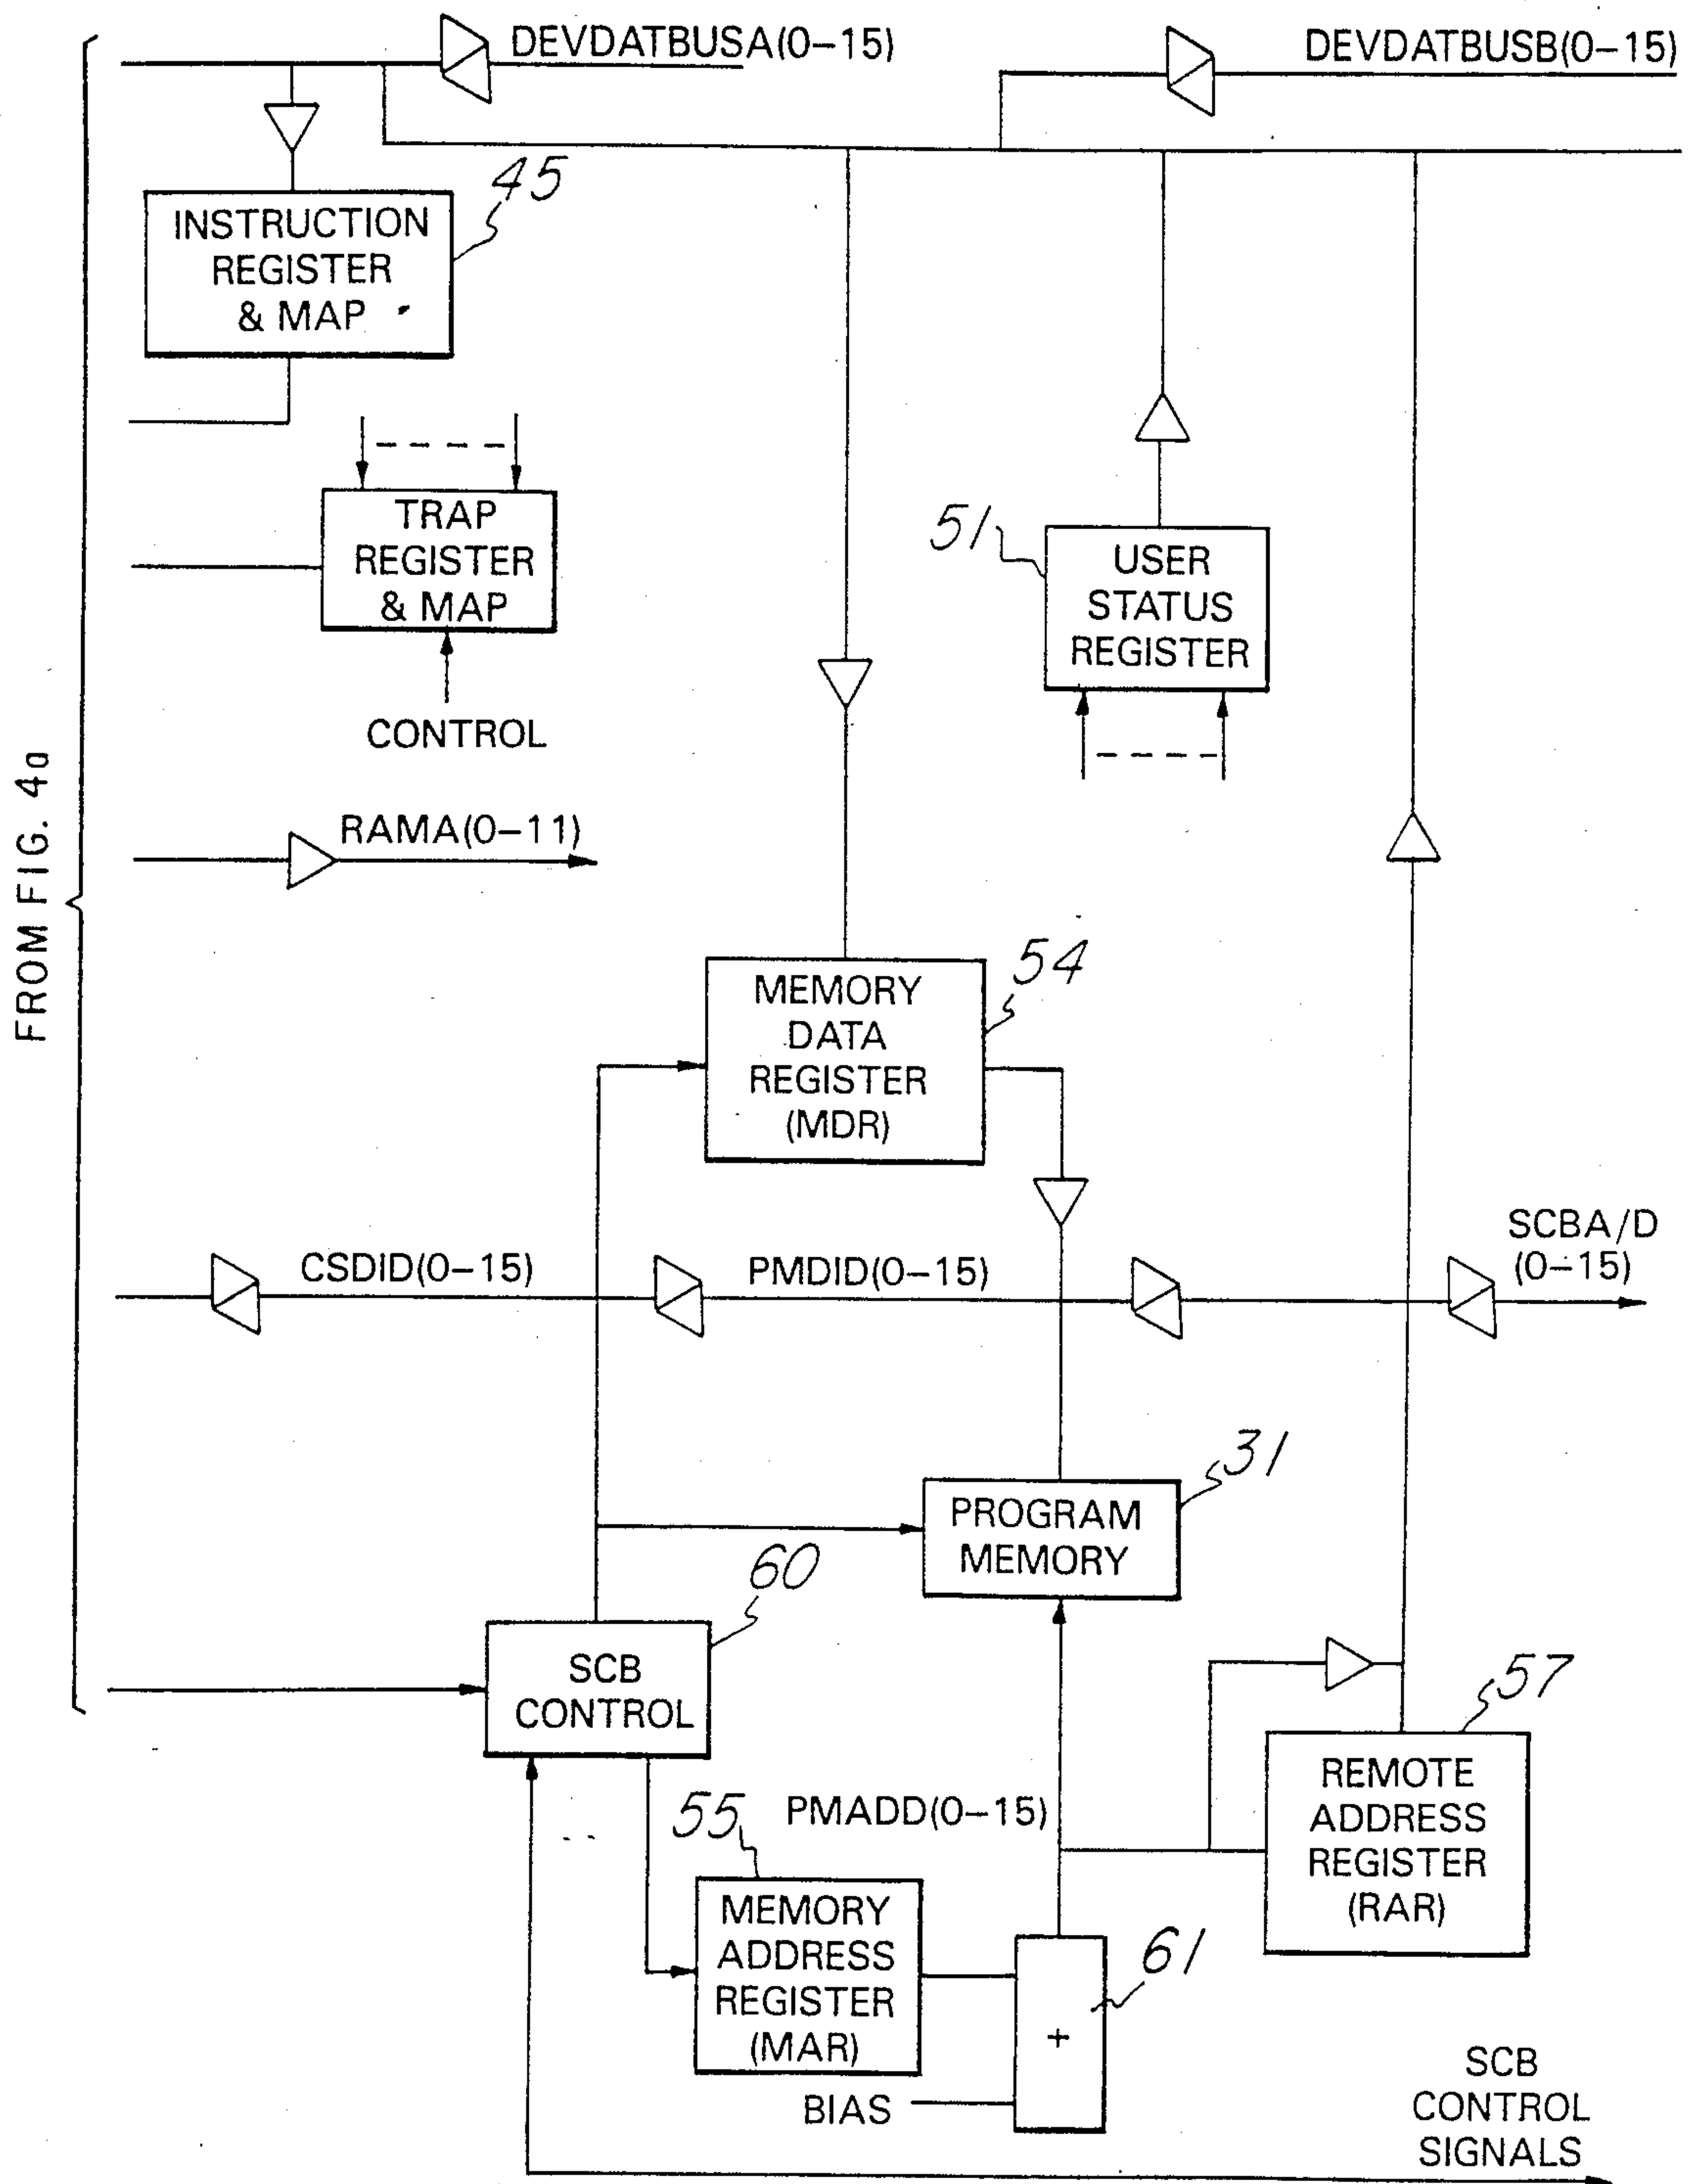 DEVDATBUSA(0-15)
DEVDATBUSB(0-15)
45
INSTRUCTION
REGISTER
& MAP
TRAP
REGISTER
& MAP
CONTROL
51
USER
STATUS
REGISTER
FROM FIG. 4a
RAMA(0-11)
54
MEMORY
DATA
REGISTER
(MDR)
CSDID(0-15)
PMDID(0-15)
SCBA/D
(0-15)
31
PROGRAM
MEMORY
60
SCB
CONTROL
57
REMOTE
ADDRESS
REGISTER
(RAR)
55
PMADD(0-15)
MEMORY
ADDRESS
REGISTER
(MAR)
61
+
BIAS
SCB
CONTROL
SIGNALS